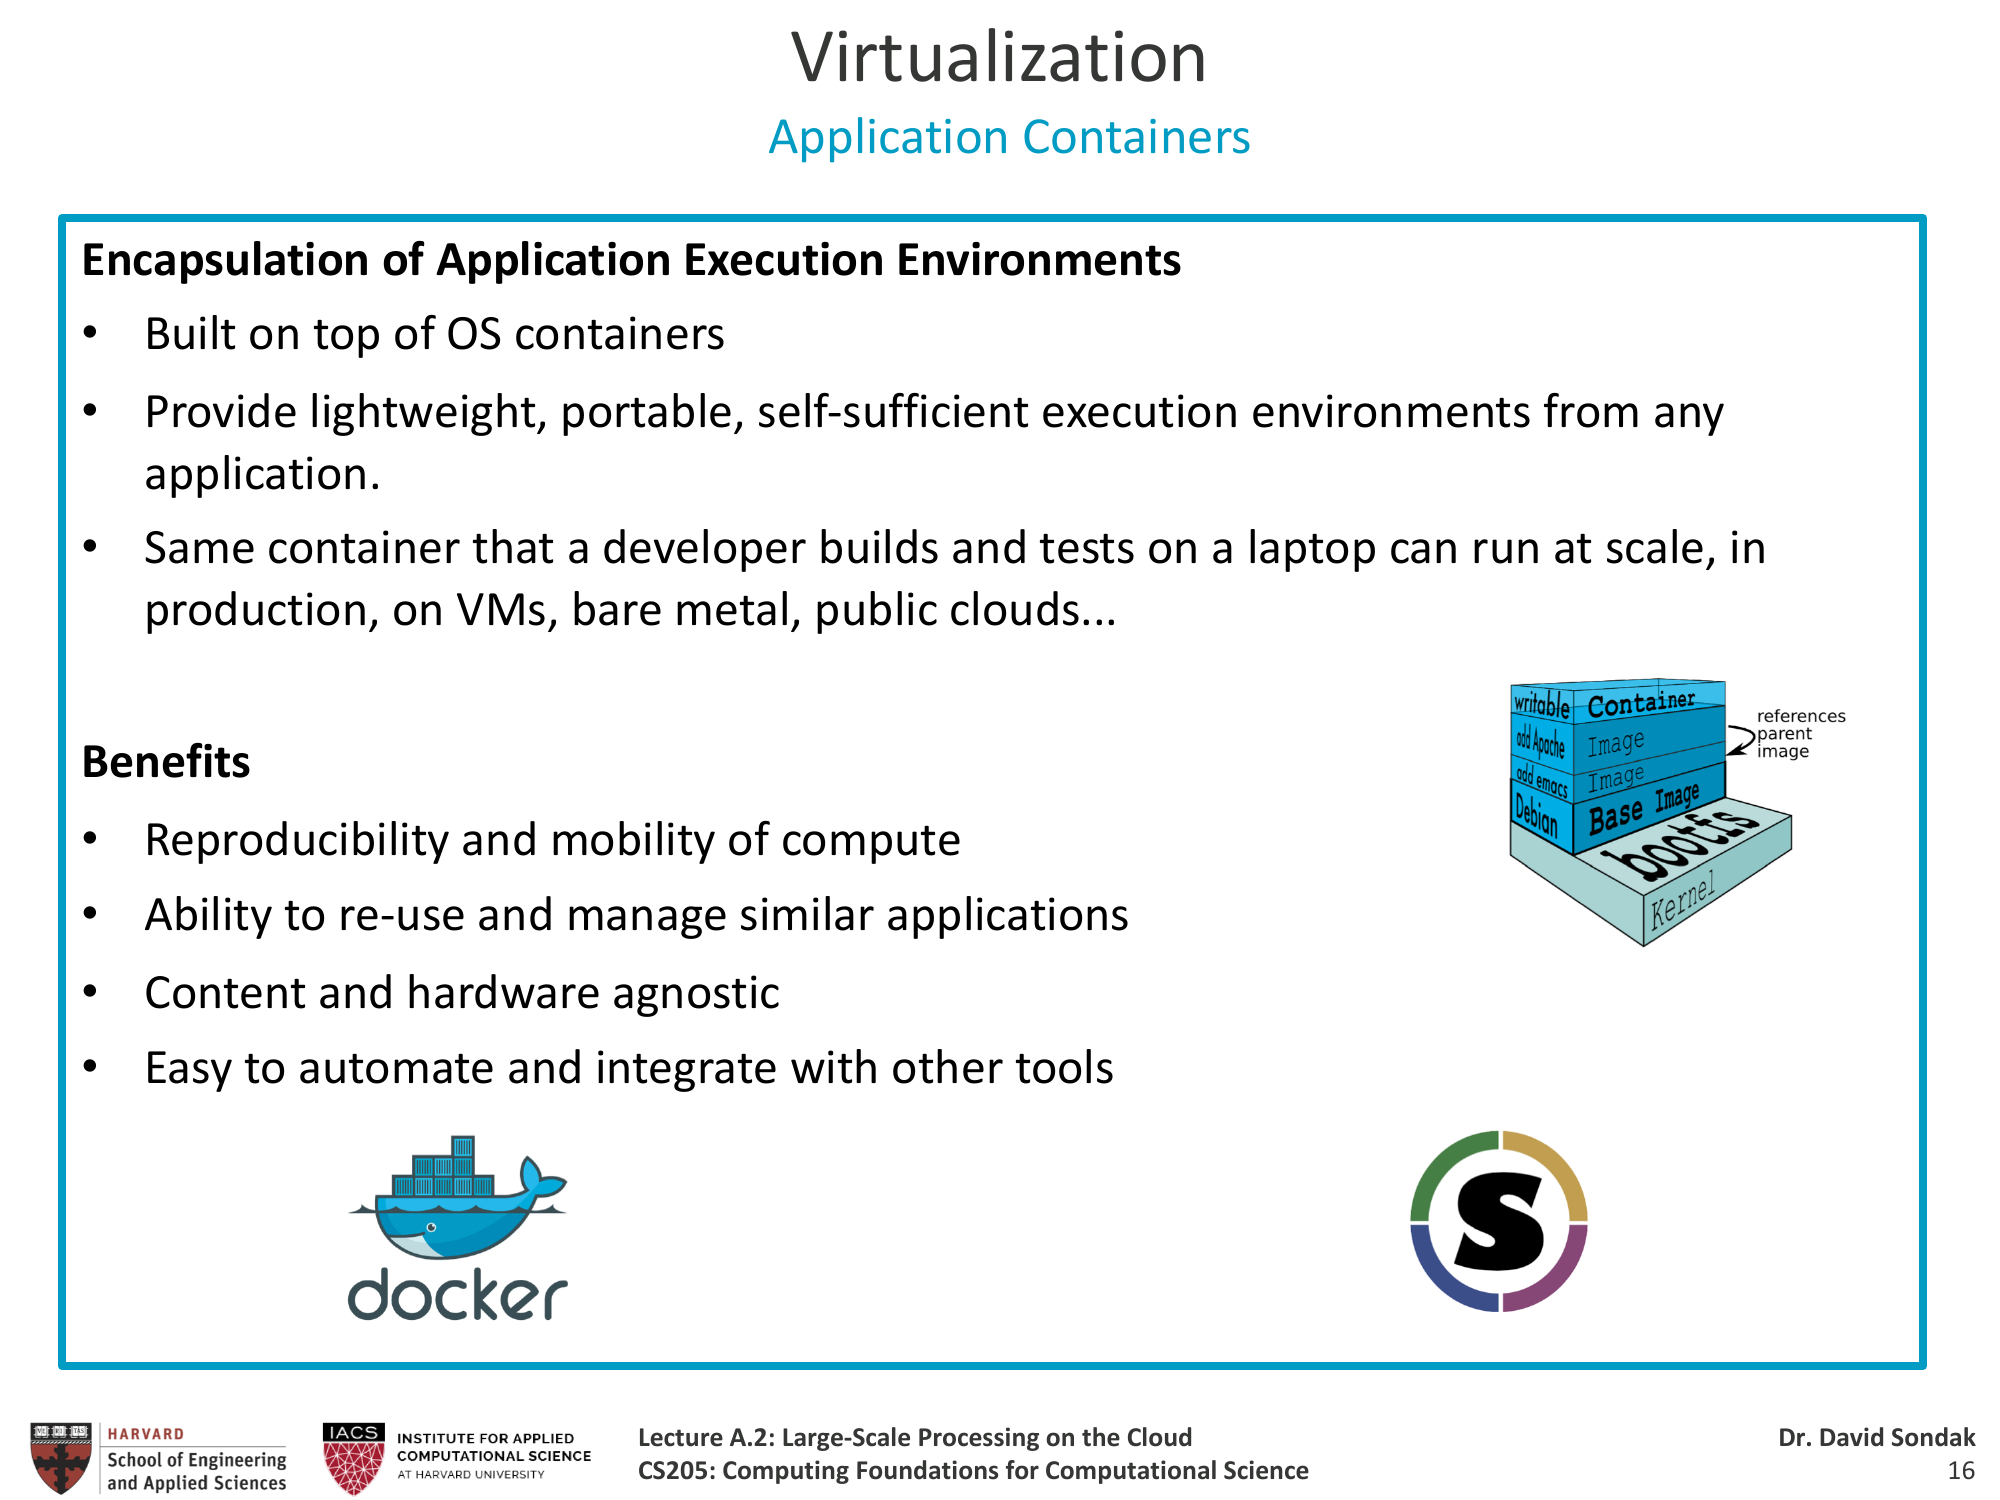 Virtualization
Application Containers
Encapsulation of Application Execution Environments
• Built on top of OS containers
• Provide lightweight, portable, self-sufficient execution environments from any
application.
• Same container that a developer builds and tests on a laptop can run at scale, in
production, on VMs, bare metal, public clouds...
Benefits
• Reproducibility and mobility of compute
• Ability to re-use and manage similar applications
• Content and hardware agnostic
• Easy to automate and integrate with other tools
writable Container
add Apache Image
add emacs Image
Debian Base Image
bootfs
Kernel
references
parent
image
docker
S
HARVARD
School of Engineering
and Applied Sciences
IACS
INSTITUTE FOR APPLIED
COMPUTATIONAL SCIENCE
AT HARVARD UNIVERSITY
Lecture A.2: Large-Scale Processing on the Cloud
CS205: Computing Foundations for Computational Science
Dr. David Sondak
16